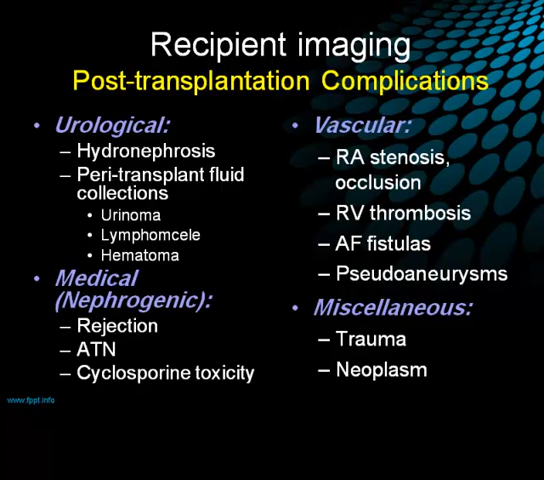 Recipient imaging
Post-transplantation Complications
• Urological:
– Hydronephrosis
– Peri-transplant fluid
collections
• Urinoma
• Lymphomcele
• Hematoma
• Medical
(Nephrogenic):
– Rejection
– ATN
– Cyclosporine toxicity
• Vascular:
– RA stenosis,
occlusion
– RV thrombosis
– AF fistulas
– Pseudoaneurysms
• Miscellaneous:
– Trauma
– Neoplasm
www.fppt.info